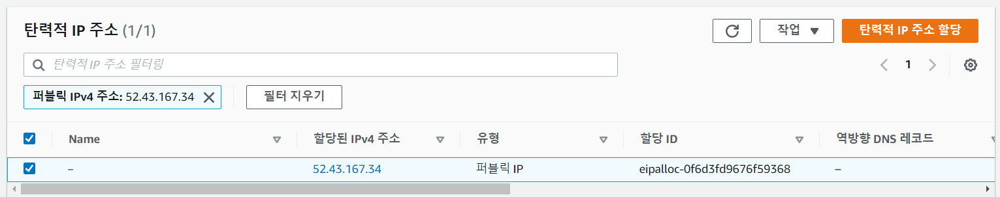 탄력적 IP 주소 (1/1)
작업
탄력적 IP 주소 할당
탄력적 IP 주소 필터링
1
퍼블릭 IPv4 주소: 52.43.167.34
필터 지우기
Name 할당된 IPv4 주소 유형 할당 ID 역방향 DNS 레코드
– 52.43.167.34 퍼블릭 IP eipalloc-0f6d3fd9676f59368 –